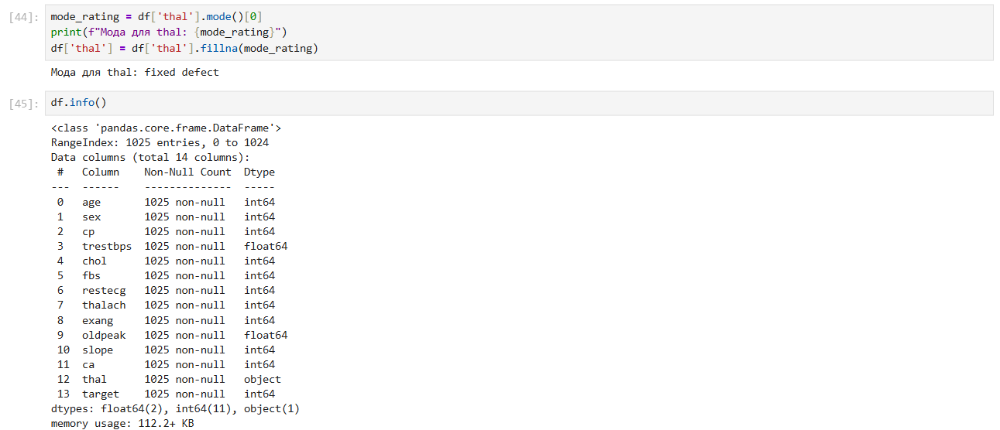 [44]: mode_rating = df['thal'].mode()[0]
print(f"Мода для thal: {mode_rating}")
df['thal'] = df['thal'].fillna(mode_rating)
Мода для thal: fixed defect
[45]: df.info()
<class 'pandas.core.frame.DataFrame'>
RangeIndex: 1025 entries, 0 to 1024
Data columns (total 14 columns):
 #   Column    Non-Null Count  Dtype
---  ------    --------------  -----
 0   age       1025 non-null   int64
 1   sex       1025 non-null   int64
 2   cp        1025 non-null   int64
 3   trestbps  1025 non-null   float64
 4   chol      1025 non-null   int64
 5   fbs       1025 non-null   int64
 6   restecg   1025 non-null   int64
 7   thalach   1025 non-null   int64
 8   exang     1025 non-null   int64
 9   oldpeak   1025 non-null   float64
 10  slope     1025 non-null   int64
 11  ca        1025 non-null   int64
 12  thal      1025 non-null   object
 13  target    1025 non-null   int64
dtypes: float64(2), int64(11), object(1)
memory usage: 112.2+ KB